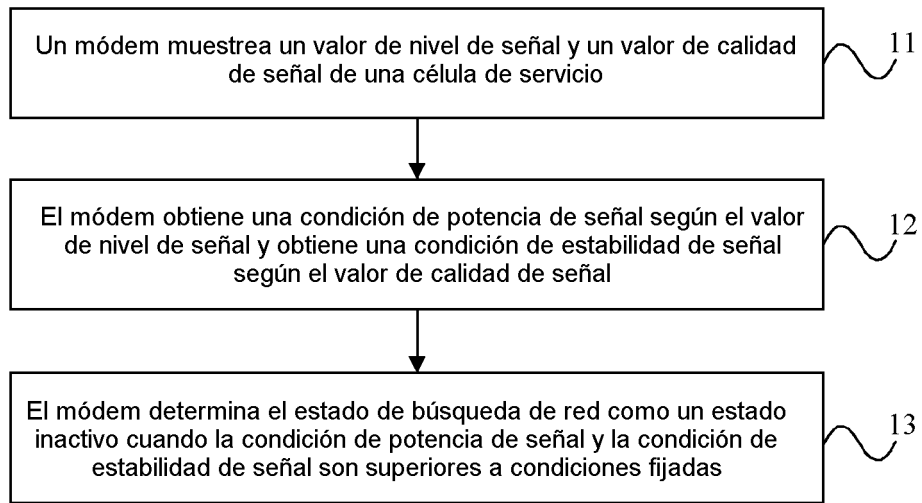 Un módem muestrea un valor de nivel de señal y un valor de calidad
de señal de una célula de servicio
11
El módem obtiene una condición de potencia de señal según el valor
de nivel de señal y obtiene una condición de estabilidad de señal
según el valor de calidad de señal
12
El módem determina el estado de búsqueda de red como un estado
inactivo cuando la condición de potencia de señal y la condición de
estabilidad de señal son superiores a condiciones fijadas
13